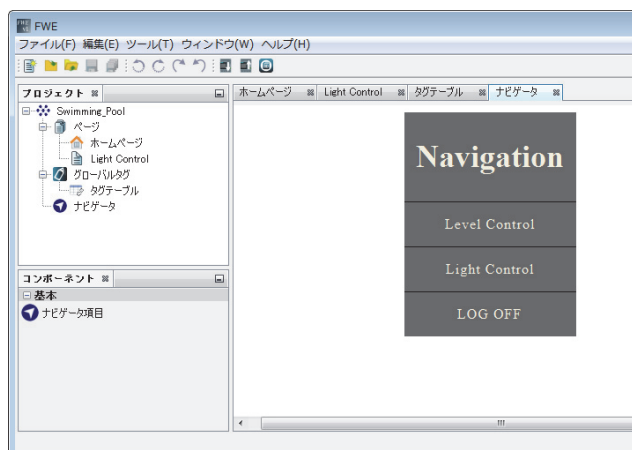 FWE
ファイル(F) 編集(E) ツール(T) ウィンドウ(W) ヘルプ(H)
プロジェクト
Swimming_Pool
ページ
ホームページ
Light Control
グローバルタグ
タグテーブル
ナビゲータ
コンポーネント
基本
ナビゲータ項目
ホームページ Light Control タグテーブル ナビゲータ
Navigation
Level Control
Light Control
LOG OFF